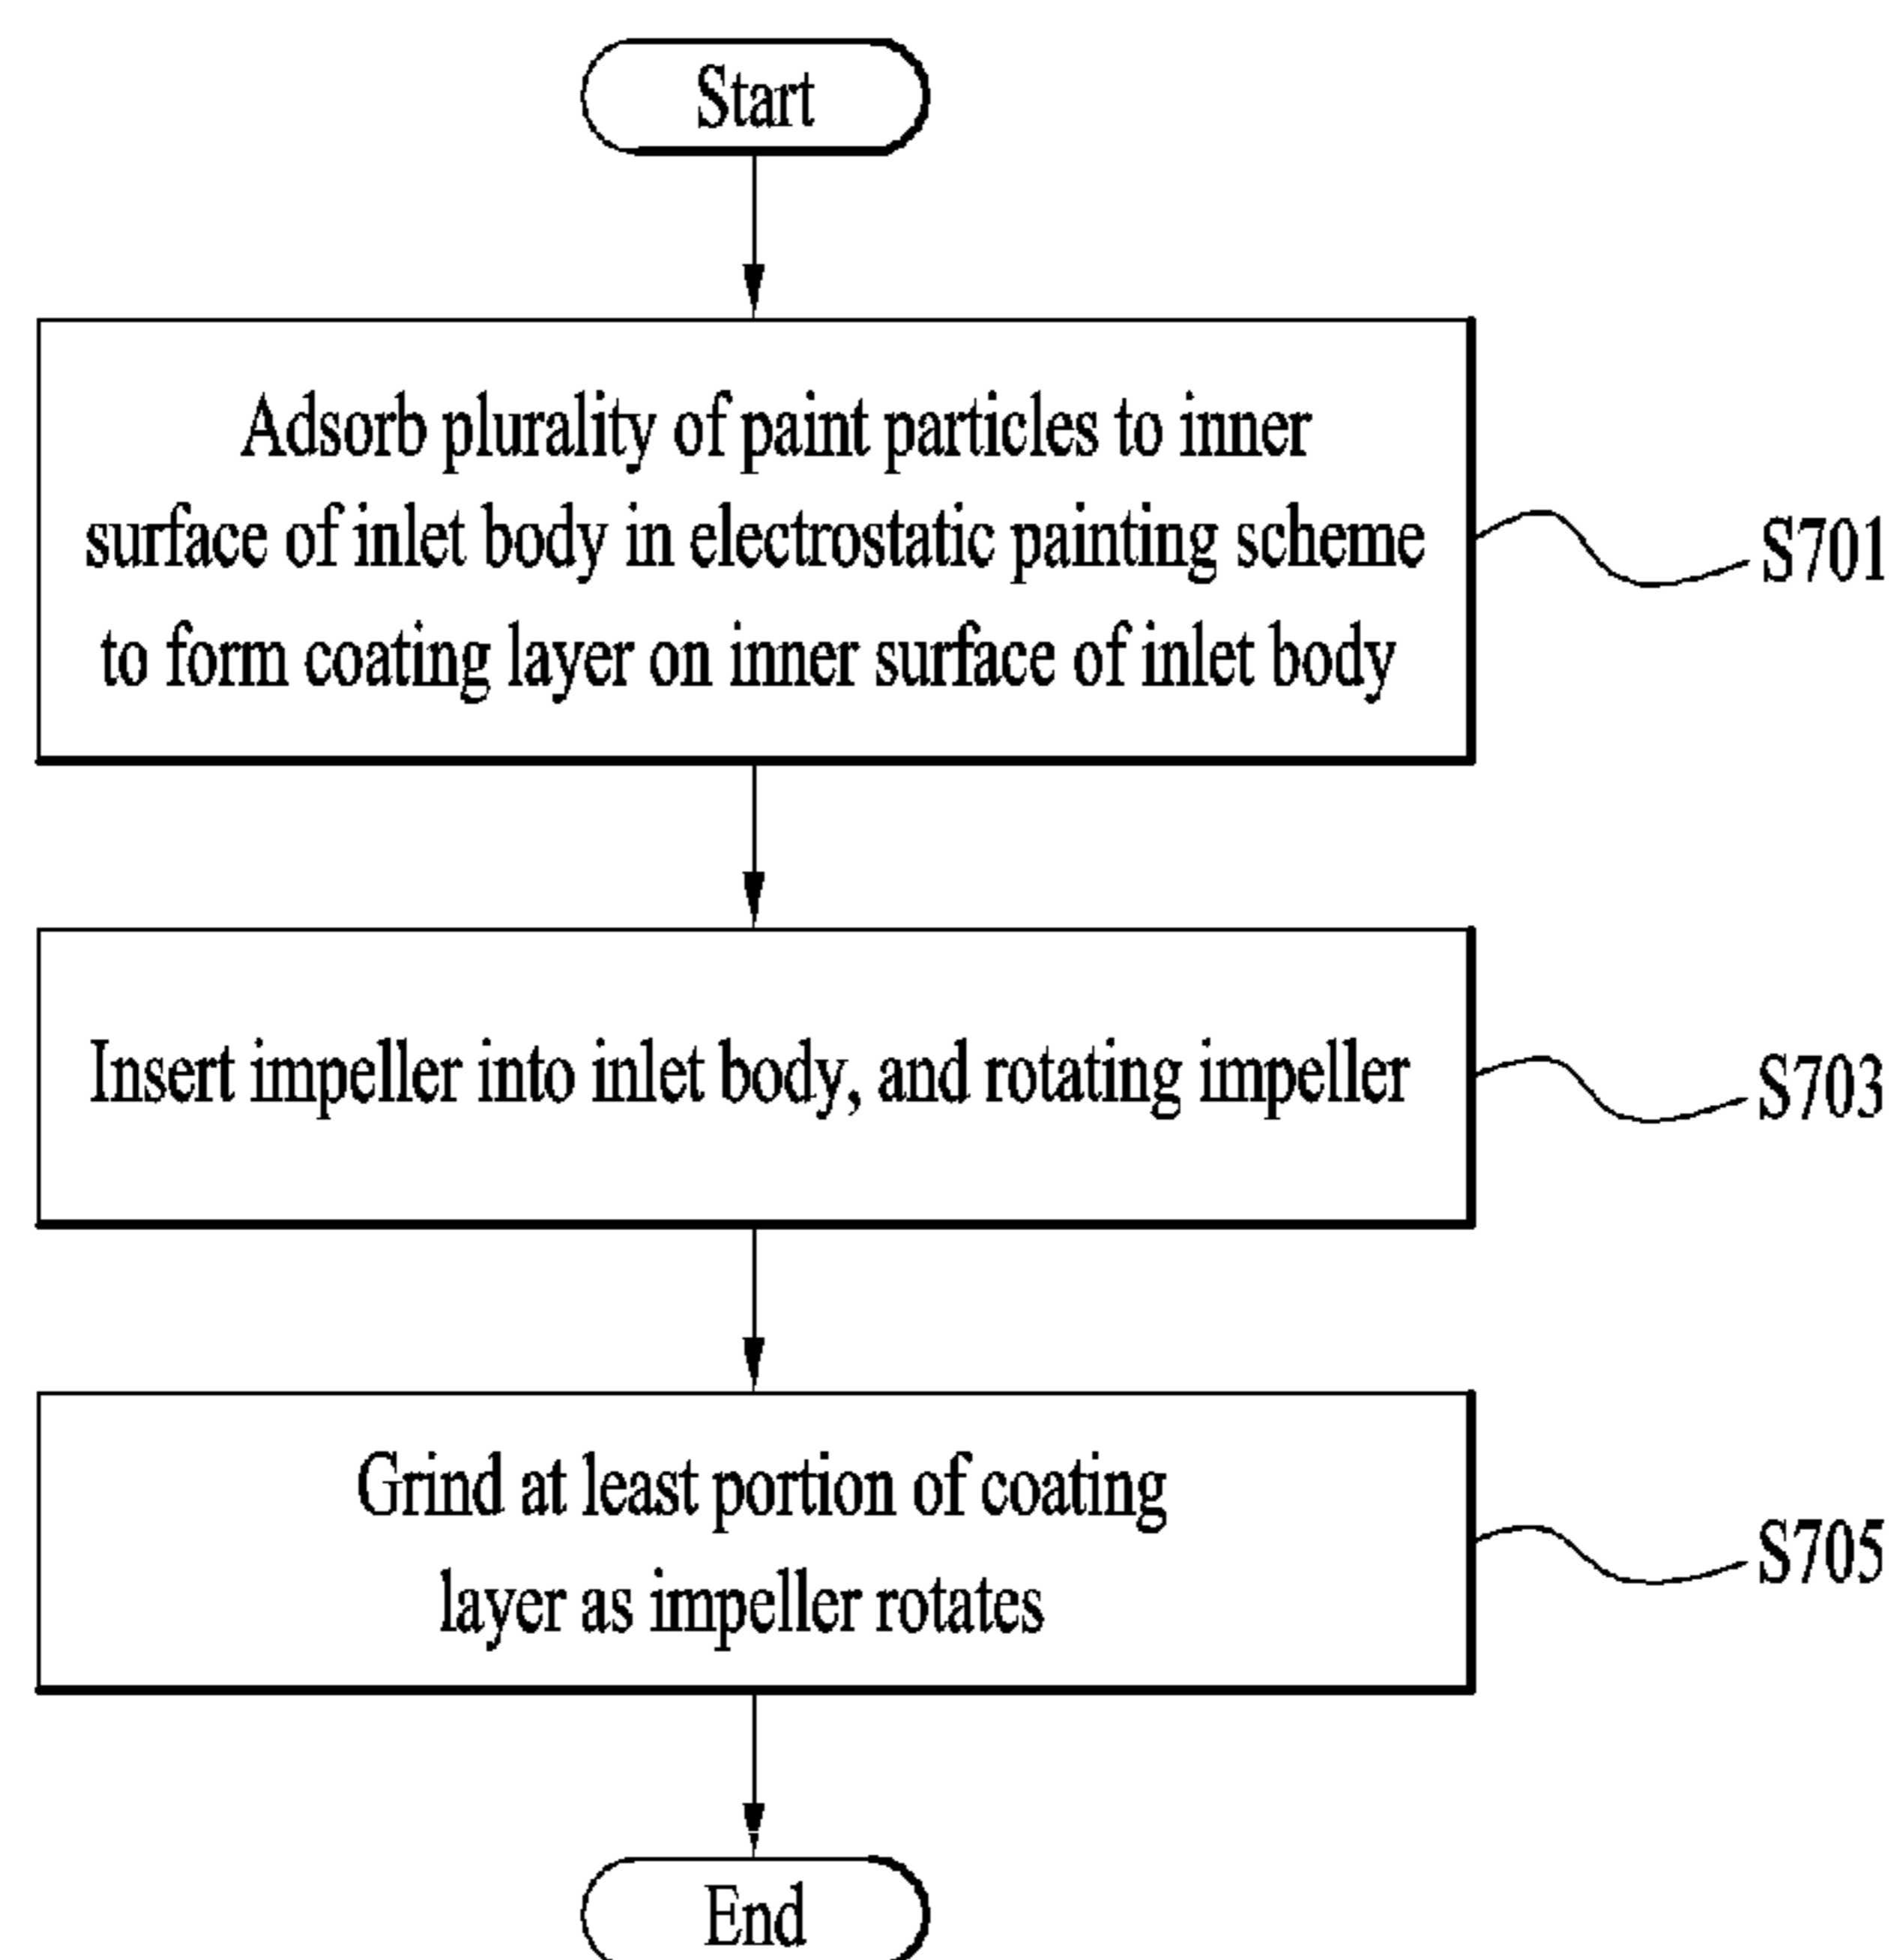 Start
Adsorb plurality of paint particles to inner
surface of inlet body in electrostatic painting scheme
to form coating layer on inner surface of inlet body
S701
Insert impeller into inlet body, and rotating impeller
S703
Grind at least portion of coating
layer as impeller rotates
S705
End